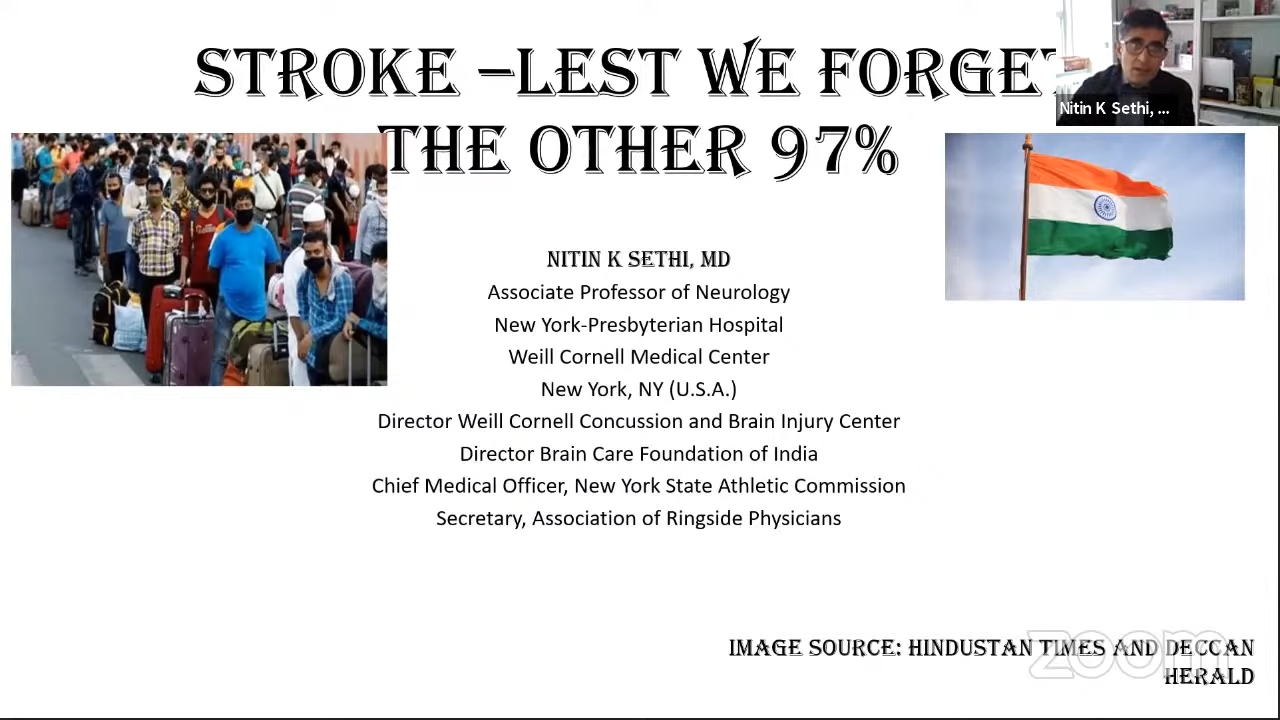 STROKE –LEST WE FORGET
THE OTHER 97%
Nitin K Sethi, ...
NITIN K SETHI, MD
Associate Professor of Neurology
New York-Presbyterian Hospital
Weill Cornell Medical Center
New York, NY (U.S.A.)
Director Weill Cornell Concussion and Brain Injury Center
Director Brain Care Foundation of India
Chief Medical Officer, New York State Athletic Commission
Secretary, Association of Ringside Physicians
IMAGE SOURCE: HINDUSTAN TIMES AND DECCAN
HERALD
zoom